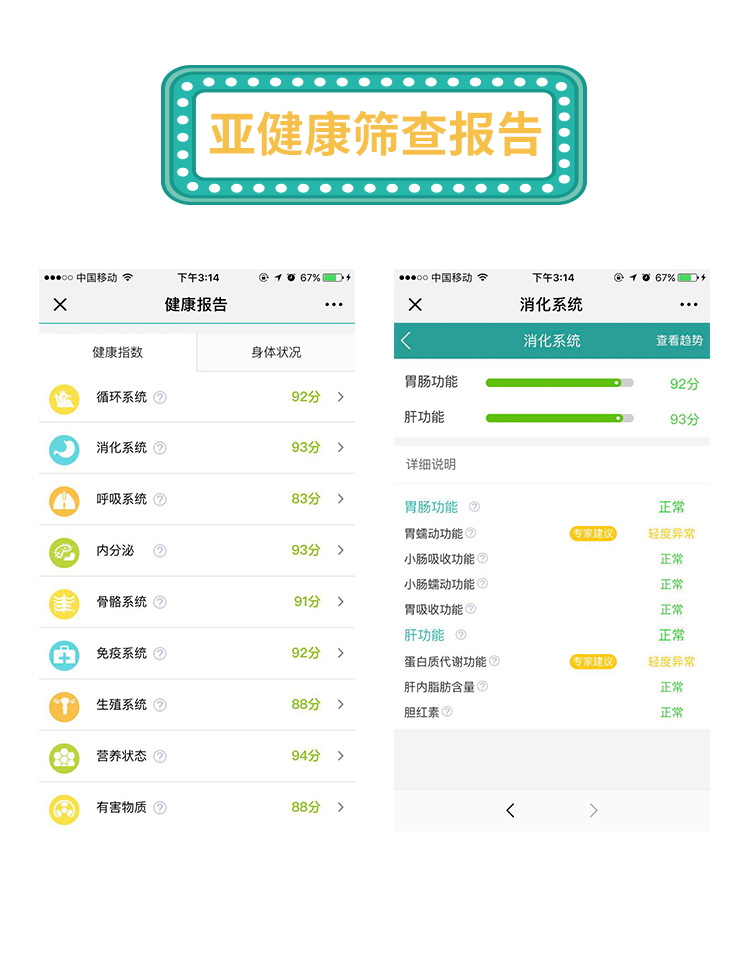 亚健康筛查报告
中国移动 下午3:14 67%
健康报告
健康指数 身体状况
循环系统 ? 92分
消化系统 ? 93分
呼吸系统 ? 83分
内分泌 ? 93分
骨骼系统 ? 91分
免疫系统 ? 92分
生殖系统 ? 88分
营养状态 ? 94分
有害物质 ? 88分
中国移动 下午3:14 67%
消化系统
消化系统 查看趋势
胃肠功能 92分
肝功能 93分
详细说明
胃肠功能 ? 正常
胃蠕动功能 ? 专家建议 轻度异常
小肠吸收功能 ? 正常
小肠蠕动功能 ? 正常
胃吸收功能 ? 正常
肝功能 ? 正常
蛋白质代谢功能 ? 专家建议 轻度异常
肝内脂肪含量 ? 正常
胆红素 ? 正常